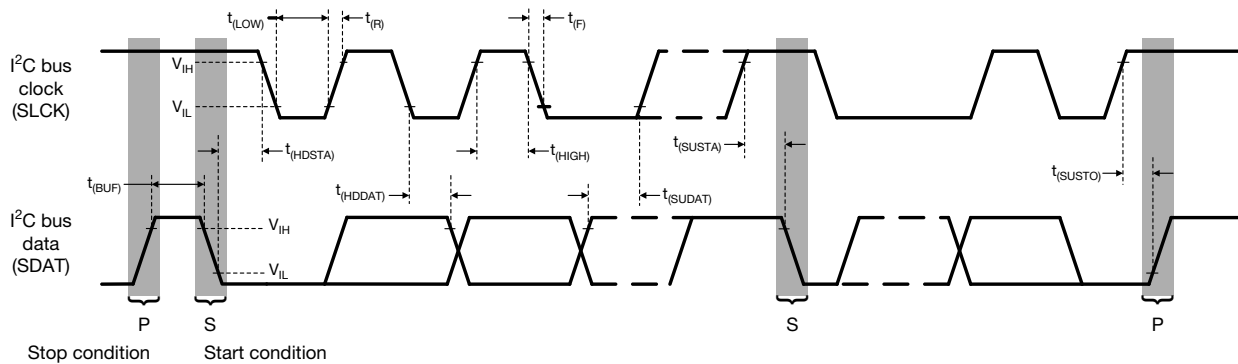 t(LOW)
t(R)
t(F)
I2C bus
clock
(SLCK)
VIH
VIL
t(HDSTA)
t(HIGH)
t(SUSTA)
t(SUSTO)
t(BUF)
t(HDDAT)
t(SUDAT)
I2C bus
data
(SDAT)
VIH
VIL
P
S
S
P
Stop condition
Start condition